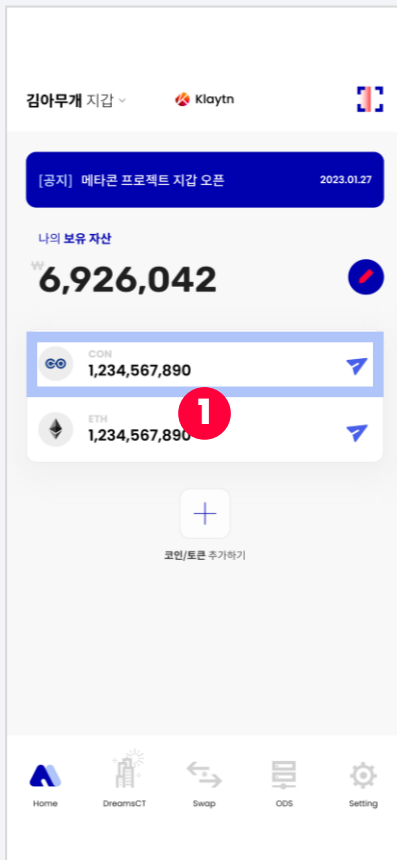 김아무개 지갑
Klaytn
[공지] 메타콘 프로젝트 지갑 오픈 2023.01.27
나의 보유 자산
₩6,926,042
CON
1,234,567,890
ETH
1,234,567,890
1
코인/토큰 추가하기
Home DreamsCT Swap ODS Setting